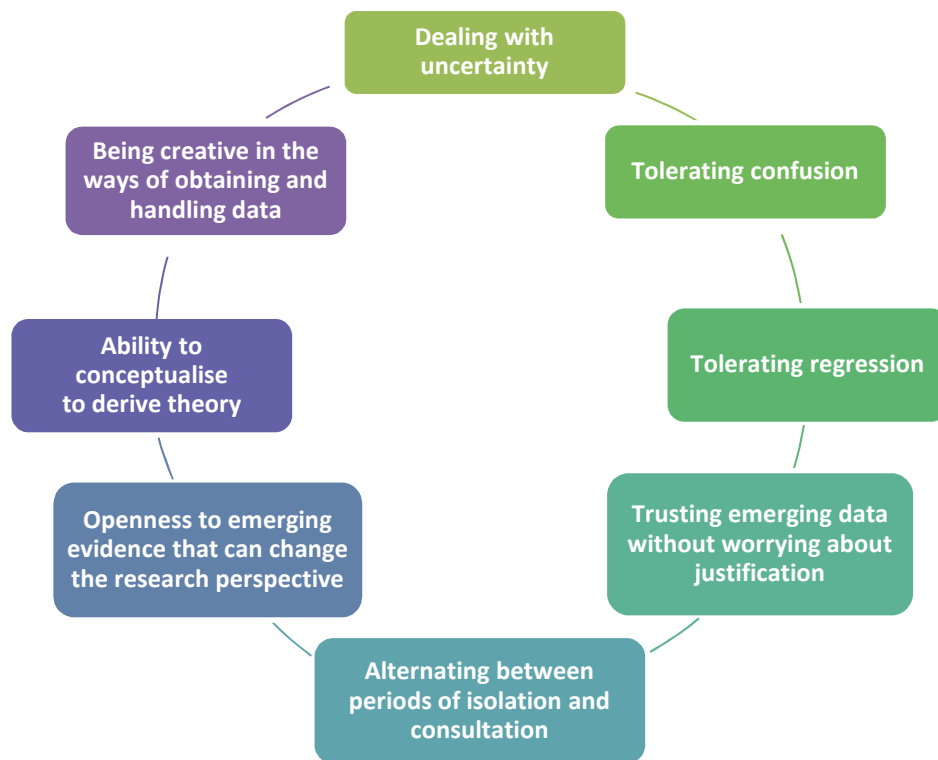 Dealing with
uncertainty
Tolerating confusion
Tolerating regression
Trusting emerging data
without worrying about
justification
Alternating between
periods of isolation and
consultation
Openness to emerging
evidence that can change
the research perspective
Ability to
conceptualise
to derive theory
Being creative in the
ways of obtaining and
handling data